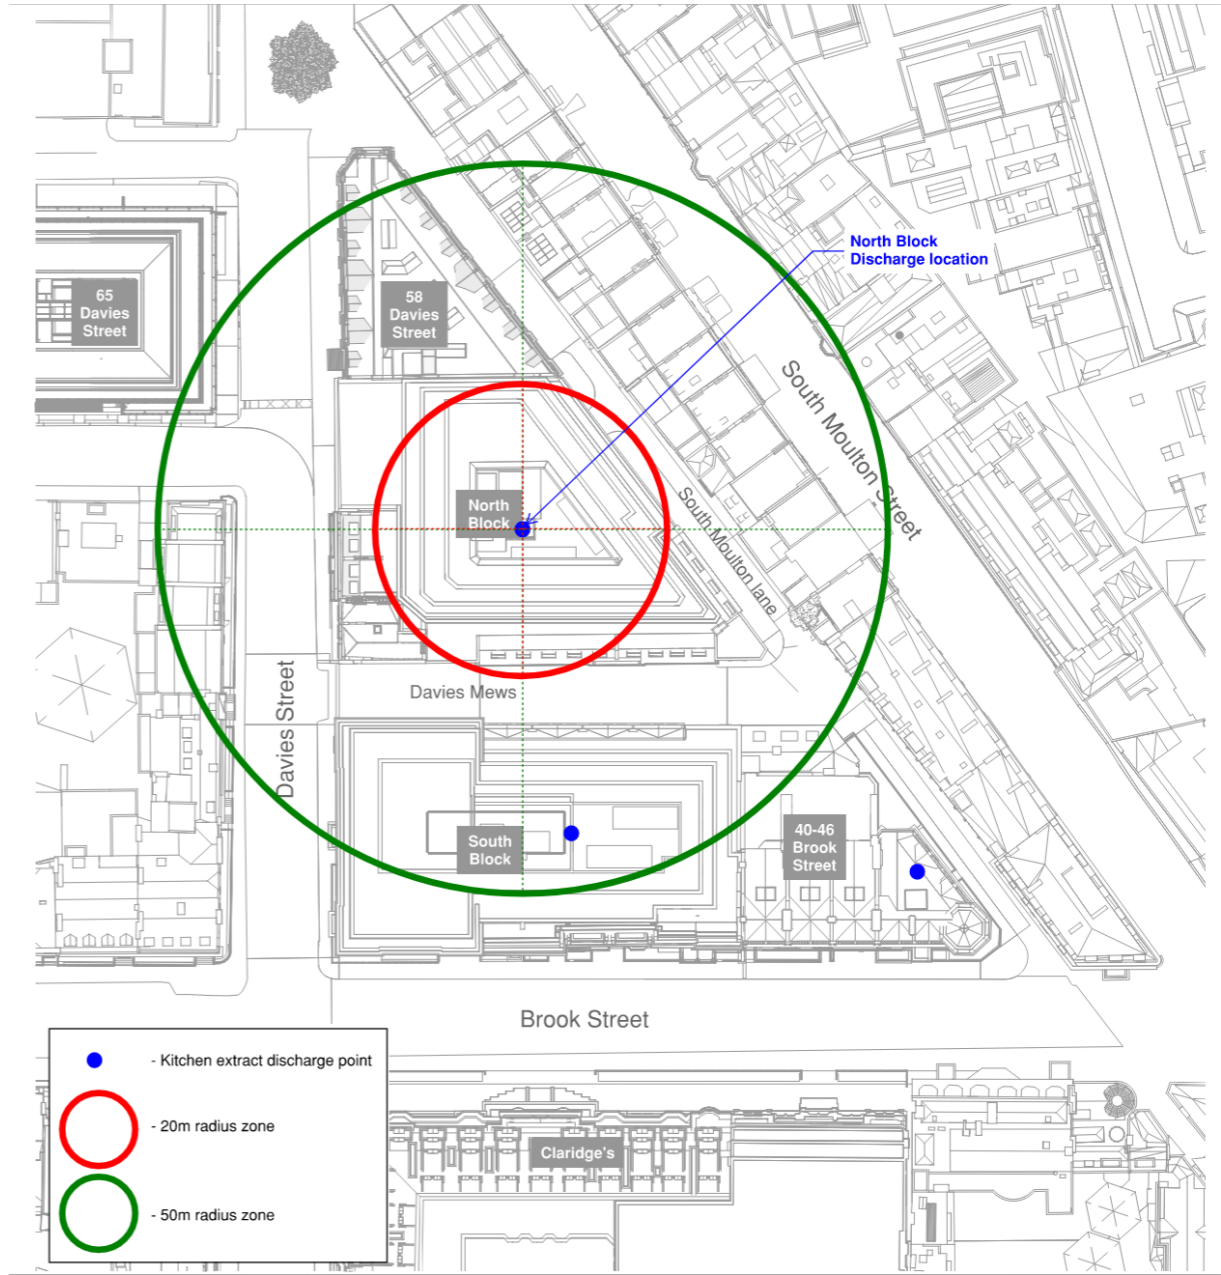 North Block
Discharge location
65
Davies
Street
58
Davies
Street
South Moulton Street
North
Block
South Moulton lane
Davies Mews
Davies Street
South
Block
40-46
Brook
Street
Brook Street
- Kitchen extract discharge point
- 20m radius zone
Claridge's
- 50m radius zone